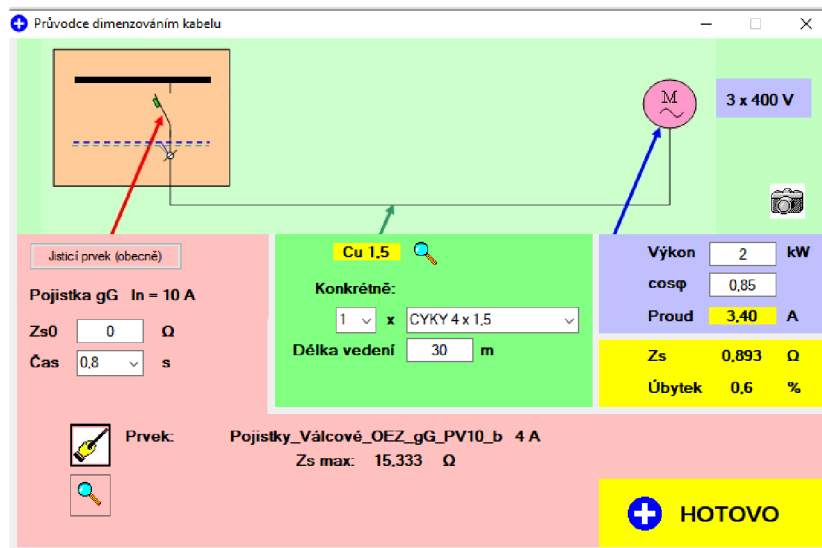 Průvodce dimenzováním kabelu
M
3 x 400 V
Jisticí prvek (obecně)
Pojistka gG In = 10 A
Zs0 0 Ω
Čas 0,8 s
Cu 1,5
Konkrétně:
1 x CYKY 4 x 1,5
Délka vedení 30 m
Výkon 2 kW
cosφ 0,85
Proud 3,40 A
Zs 0,893 Ω
Úbytek 0,6 %
Prvek: Pojistky_Válcové_OEZ_gG_PV10_b 4 A
Zs max: 15,333 Ω
HOTOVO